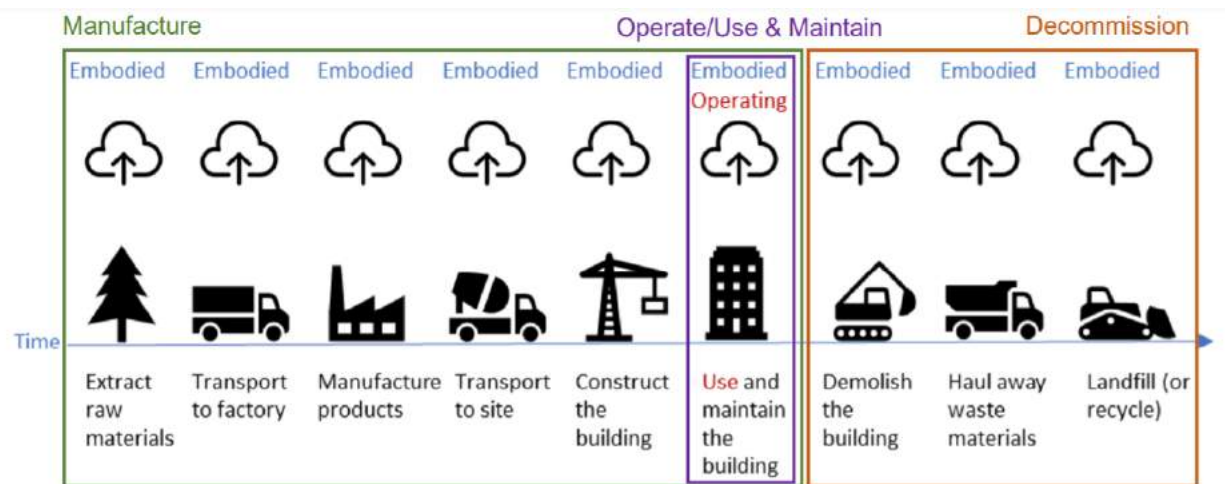 Manufacture
Operate/Use & Maintain
Decommission
Embodied
Embodied
Embodied
Embodied
Embodied
Embodied
Operating
Embodied
Embodied
Embodied
Time
Extract
raw
materials
Transport
to factory
Manufacture
products
Transport
to site
Construct
the
building
Use and
maintain
the
building
Demolish
the
building
Haul away
waste
materials
Landfill (or
recycle)